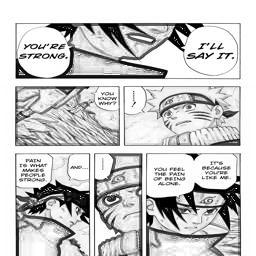 I'LL
SAY IT.
YOU'RE
STRONG.
......!
YOU
KNOW
WHY?
IT'S
BECAUSE
YOU'RE
LIKE ME.
YOU FEEL
THE PAIN
OF BEING
ALONE.
......
AND...
PAIN
IS WHAT
MAKES
PEOPLE
STRONG.